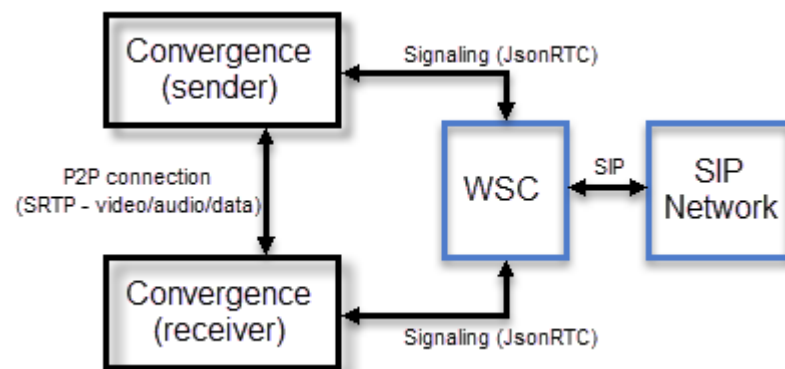 Convergence
(sender)
Signaling (JsonRTC)
P2P connection
(SRTP - video/audio/data)
WSC
SIP
SIP
Network
Convergence
(receiver)
Signaling (JsonRTC)